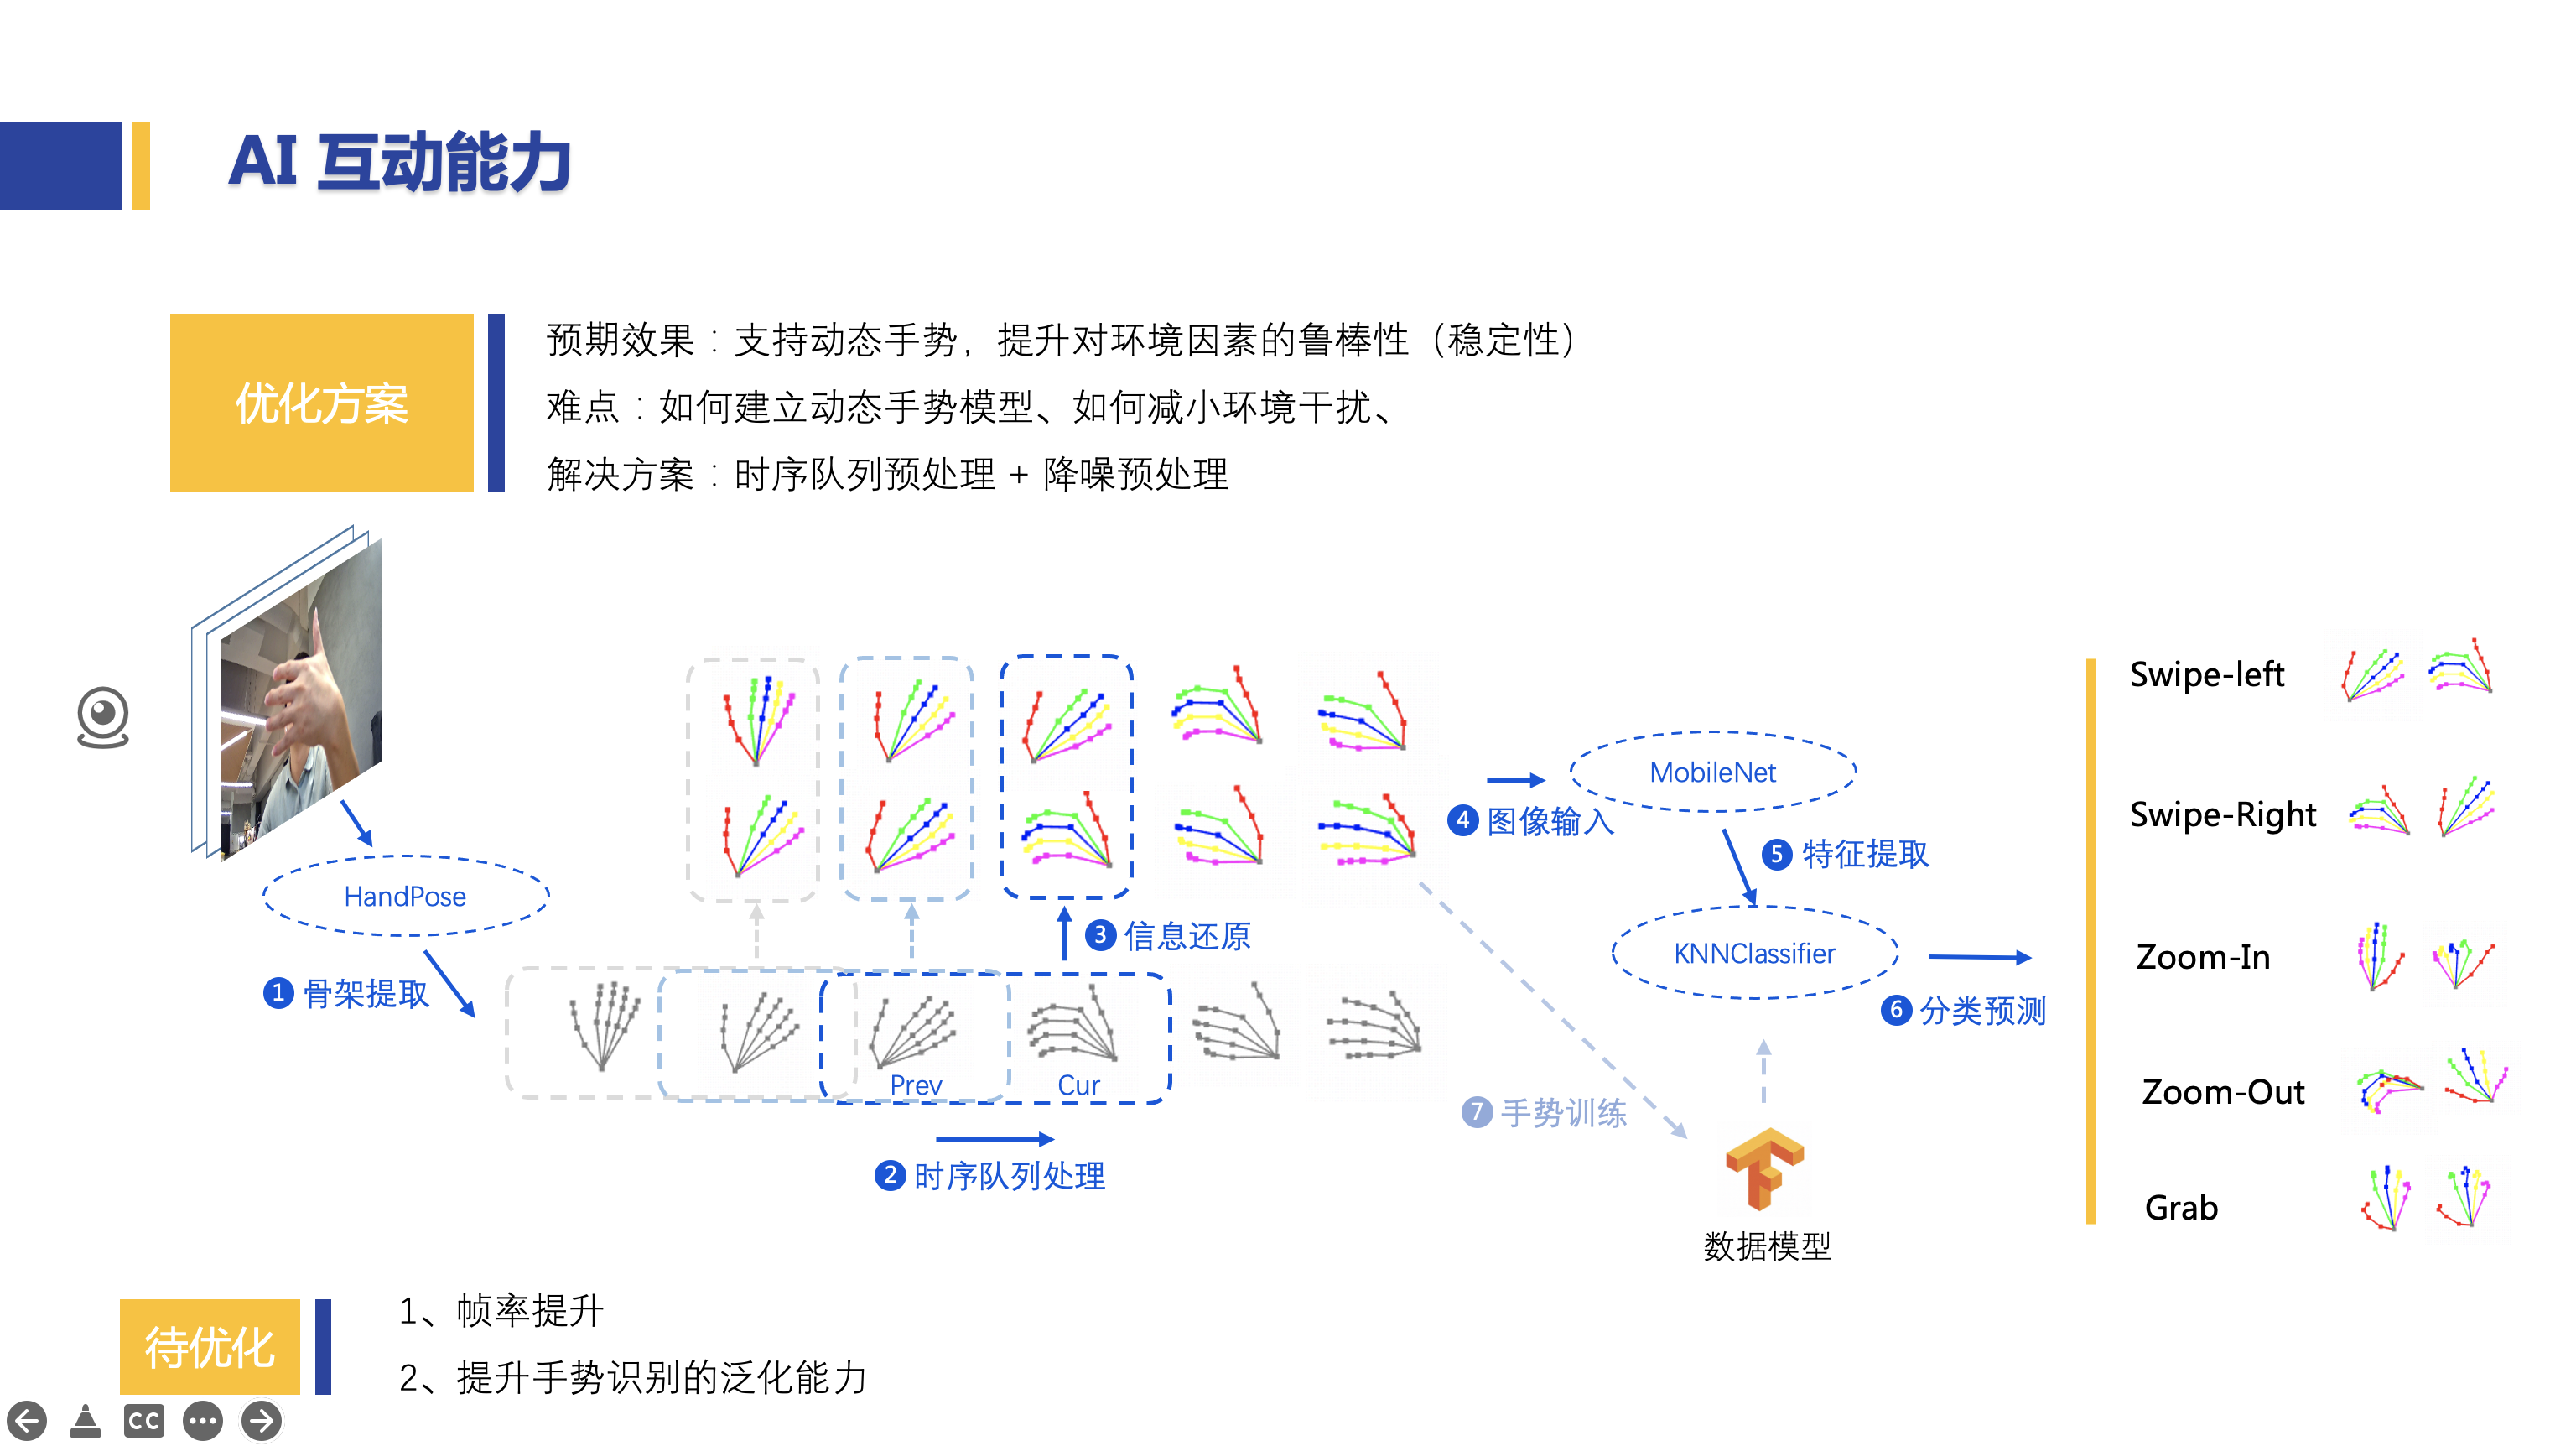 AI 互动能力
优化方案
预期效果：支持动态手势，提升对环境因素的鲁棒性（稳定性）
难点：如何建立动态手势模型、如何减小环境干扰、
解决方案：时序队列预处理 + 降噪预处理
HandPose
1 骨架提取
Prev
Cur
2 时序队列处理
3 信息还原
4 图像输入
MobileNet
5 特征提取
KNNClassifier
6 分类预测
7 手势训练
数据模型
Swipe-left
Swipe-Right
Zoom-In
Zoom-Out
Grab
待优化
1、帧率提升
2、提升手势识别的泛化能力
CC